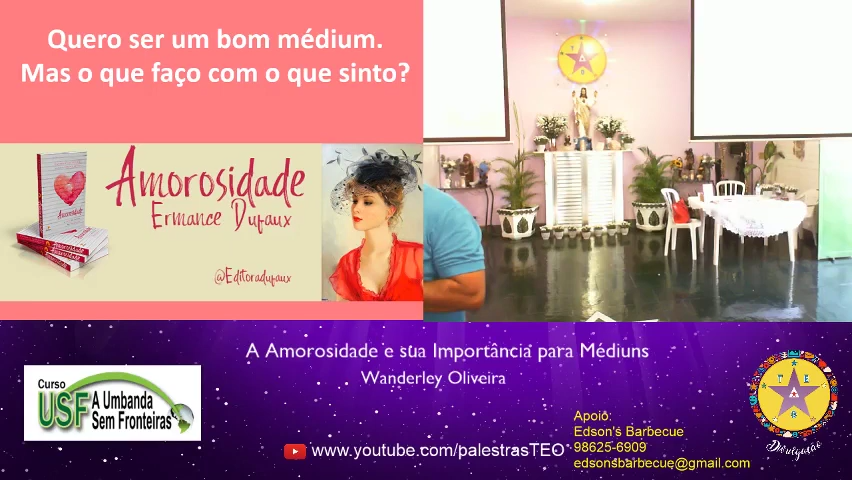 Quero ser um bom médium.
Mas o que faço com o que sinto?
Amorosidade
Ermance Dufaux
Amorosidade
@Editoradufaux
A Amorosidade e sua Importância para Médiuns
Wanderley Oliveira
Curso
USF A Umbanda
Sem Fronteiras
www.youtube.com/palestrasTEO
Apoio:
Edson's Barbecue
98625-6909
edsonsbarbecue@gmail.com
Divulgação